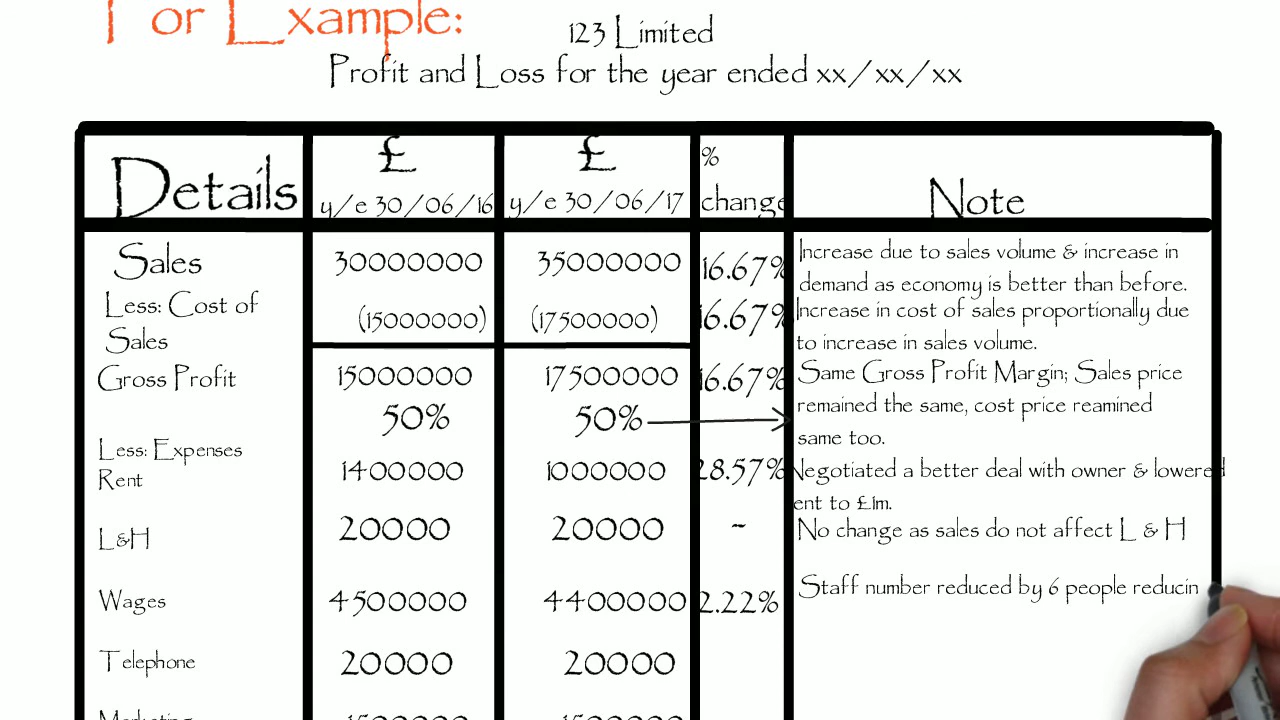 For Example:
123 Limited
Profit and Loss for the year ended xx/xx/xx
Details
£
y/e 30/06/16
£
y/e 30/06/17
%
change
Note
Sales
30000000
35000000
16.67%
Increase due to sales volume & increase in
demand as economy is better than before.
Less: Cost of
Sales
(15000000)
(17500000)
16.67%
Increase in cost of sales proportionally due
to increase in sales volume.
Gross Profit
15000000
17500000
16.67%
Same Gross Profit Margin; Sales price
remained the same, cost price reamined
same too.
50%
50%
Less: Expenses
Rent
1400000
1000000
28.57%
Negotiated a better deal with owner & lowered
ent to £1m.
L&H
20000
20000
-
No change as sales do not affect L & H
Wages
4500000
4400000
2.22%
Staff number reduced by 6 people reducin
Telephone
20000
20000
Marketing
1500000
1500000